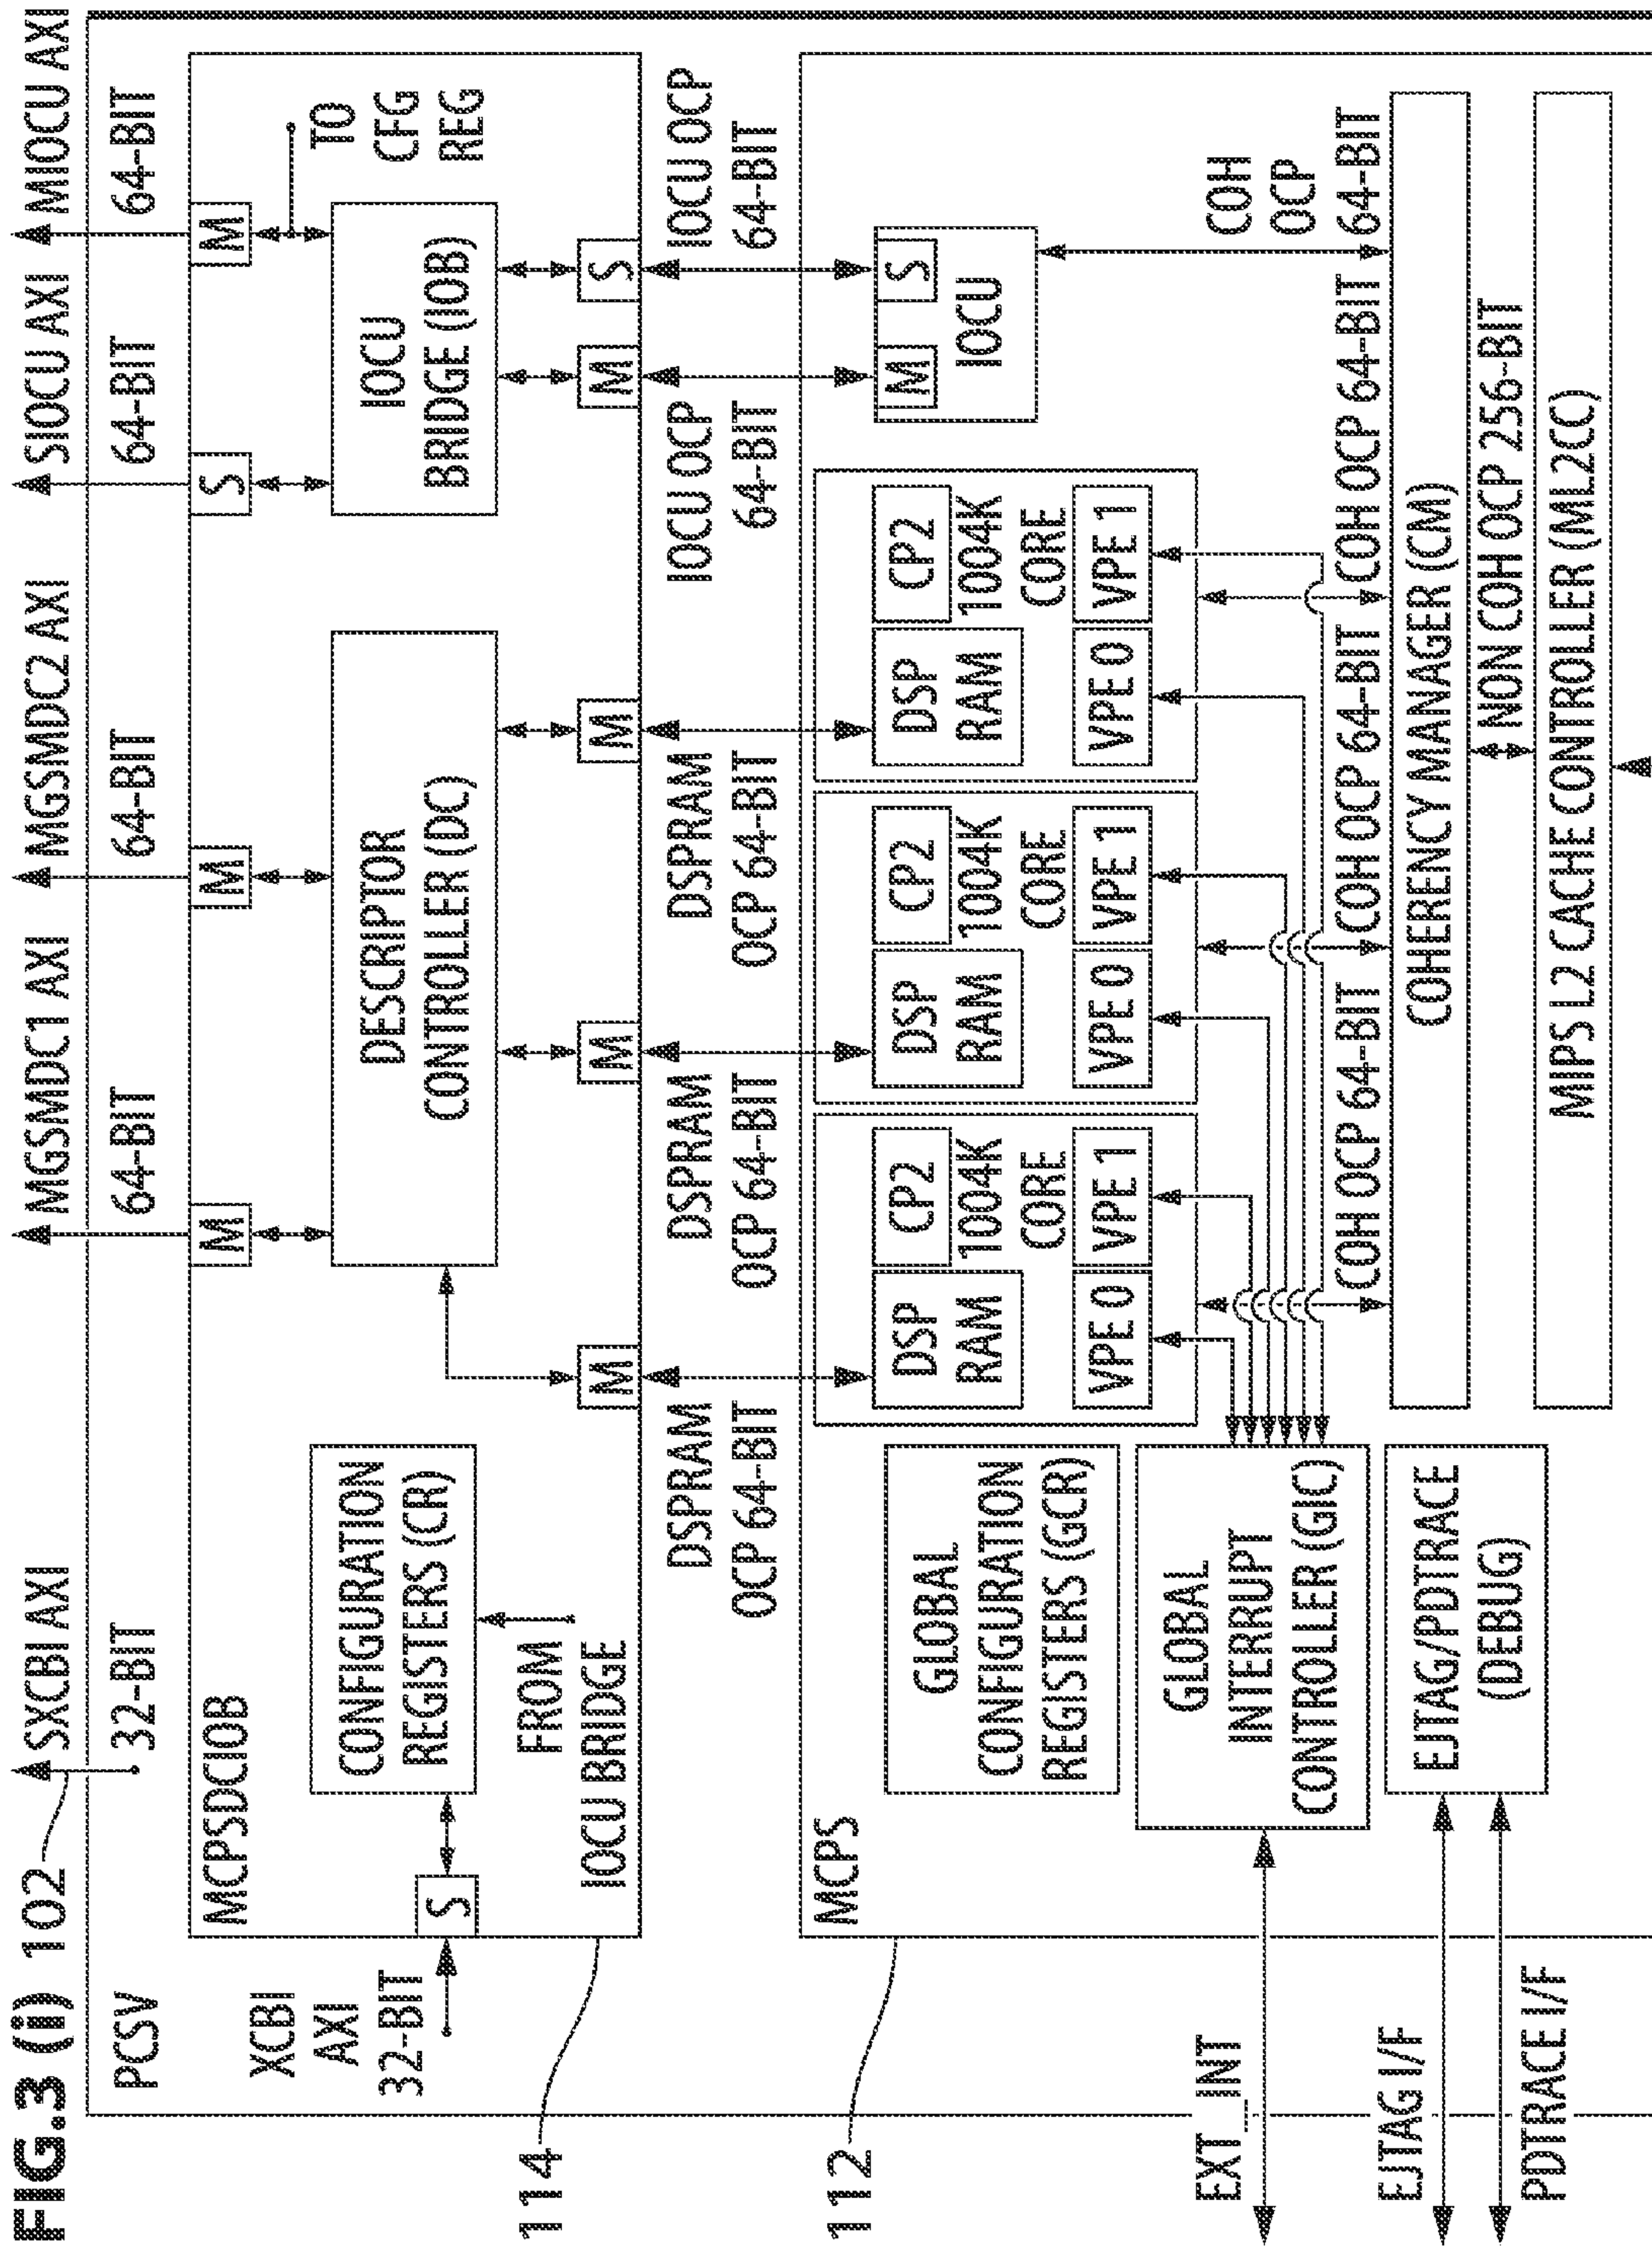 FIG.3 (i)
102
SXCBI AXI
32-BIT
MGSMDC1 AXI
64-BIT
MGSMDC2 AXI
64-BIT
SIOCU AXI
64-BIT
MIOCU AXI
64-BIT
PCSV
XCBI
AXI
32-BIT
MCPSDCIOB
S
CONFIGURATION
REGISTERS (CR)
FROM
IOCU BRIDGE
M
M
DESCRIPTOR
CONTROLLER (DC)
M
M
M
S
M
TO
CFG
REG
IOCU
BRIDGE (IOB)
M
S
114
DSPRAM
OCP 64-BIT
DSPRAM
OCP 64-BIT
DSPRAM
OCP 64-BIT
IOCU OCP
64-BIT
IOCU OCP
64-BIT
112
MCPS
GLOBAL
CONFIGURATION
REGISTERS (GCR)
GLOBAL
INTERRUPT
CONTROLLER (GIC)
EJTAG/PDTRACE
(DEBUG)
EXT_INT
EJTAG I/F
PDTRACE I/F
DSP
RAM
CP2
1004K
CORE
VPE 0
VPE 1
DSP
RAM
CP2
1004K
CORE
VPE 0
VPE 1
DSP
RAM
CP2
1004K
CORE
VPE 0
VPE 1
M
S
IOCU
COH
OCP
64-BIT
COH OCP 64-BIT COH OCP 64-BIT COH OCP 64-BIT
COHERENCY MANAGER (CM)
NON COH OCP 256-BIT
MIPS L2 CACHE CONTROLLER (ML2CC)